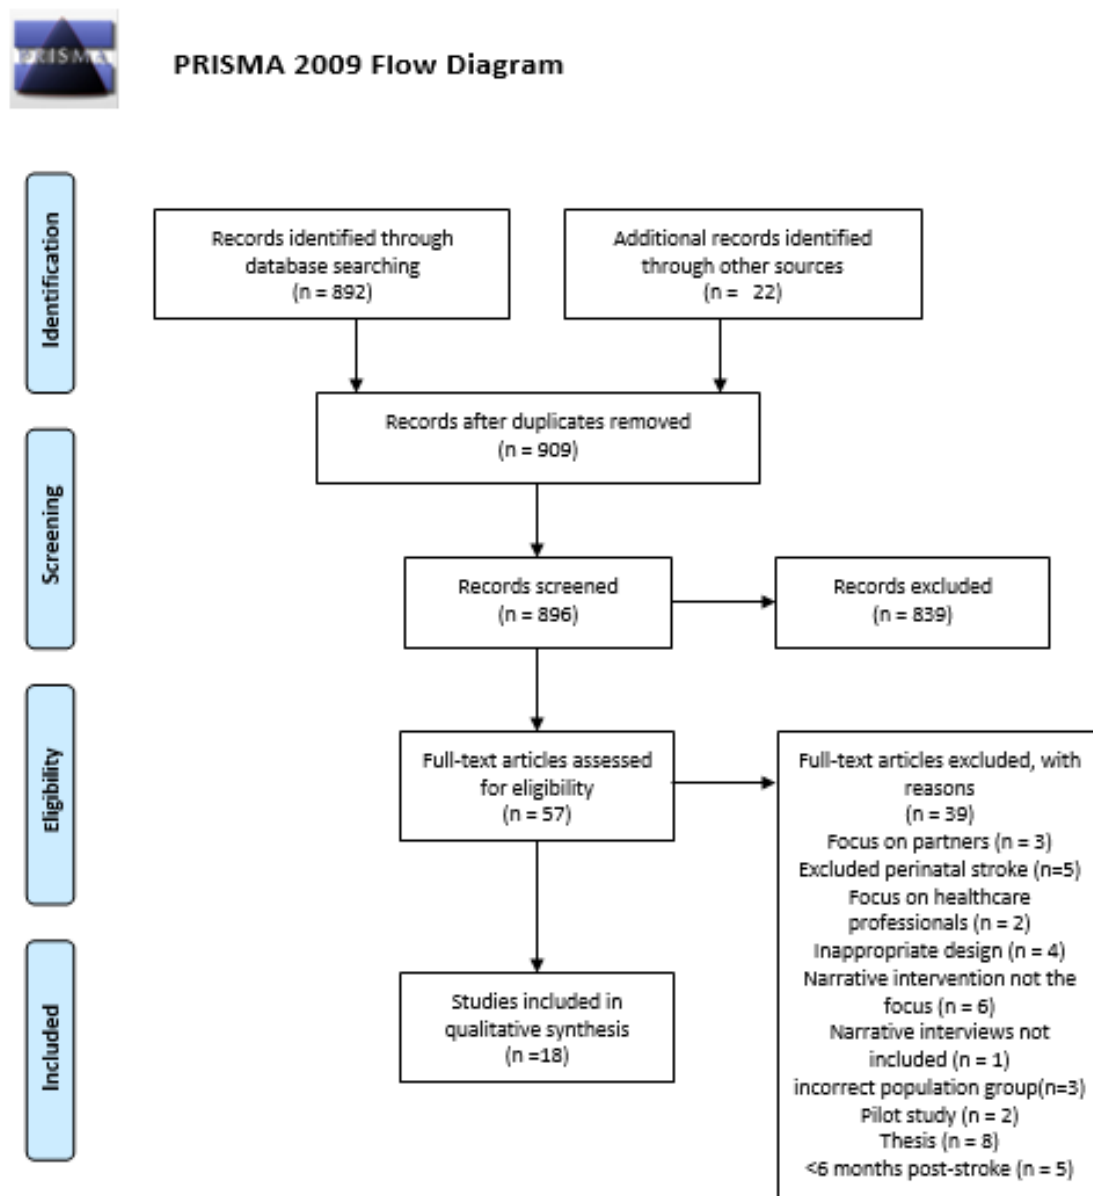 PRISMA
PRISMA 2009 Flow Diagram
Identification
Records identified through
database searching
(n = 892)
Additional records identified
through other sources
(n = 22)
Records after duplicates removed
(n = 909)
Screening
Records screened
(n = 896)
Records excluded
(n = 839)
Eligibility
Full-text articles assessed
for eligibility
(n = 57)
Full-text articles excluded, with
reasons
(n = 39)
Focus on partners (n = 3)
Excluded perinatal stroke (n=5)
Focus on healthcare
professionals (n = 2)
Inappropriate design (n = 4)
Narrative intervention not the
focus (n = 6)
Narrative interviews not
included (n = 1)
incorrect population group(n=3)
Pilot study (n = 2)
Thesis (n = 8)
<6 months post-stroke (n = 5)
Included
Studies included in
qualitative synthesis
(n =18)